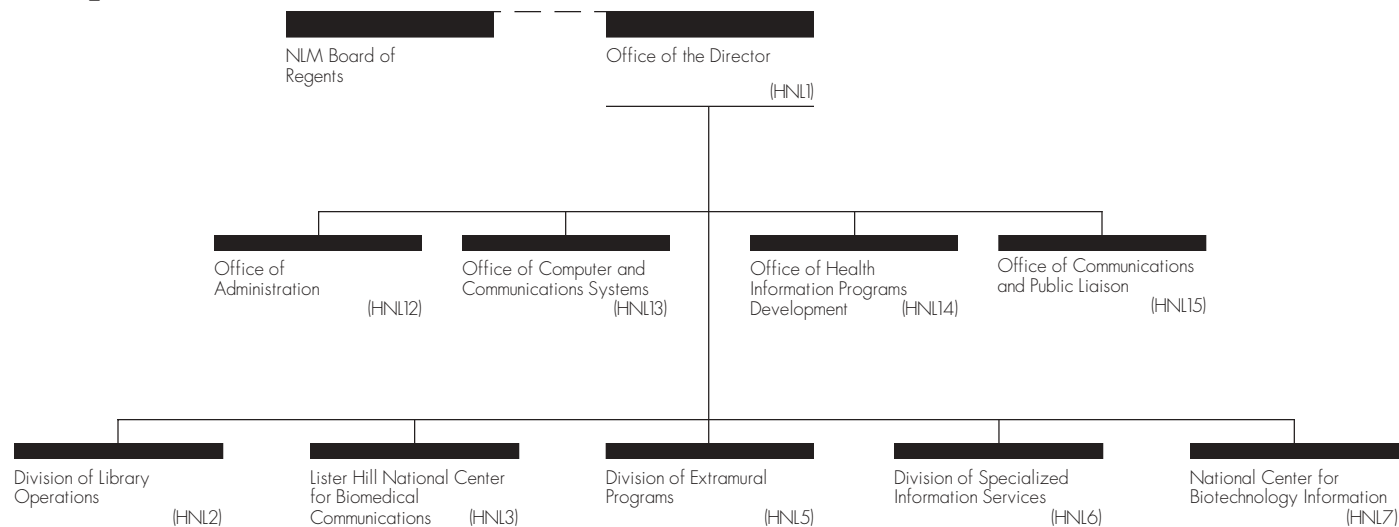 NLM Board of
Regents
Office of the Director
(HNL1)
Office of
Administration
(HNL12)
Office of Computer and
Communications Systems
(HNL13)
Office of Health
Information Programs
Development (HNL14)
Office of Communications
and Public Liaison
(HNL15)
Division of Library
Operations
(HNL2)
Lister Hill National Center
for Biomedical
Communications (HNL3)
Division of Extramural
Programs
(HNL5)
Division of Specialized
Information Services
(HNL6)
National Center for
Biotechnology Information
(HNL7)